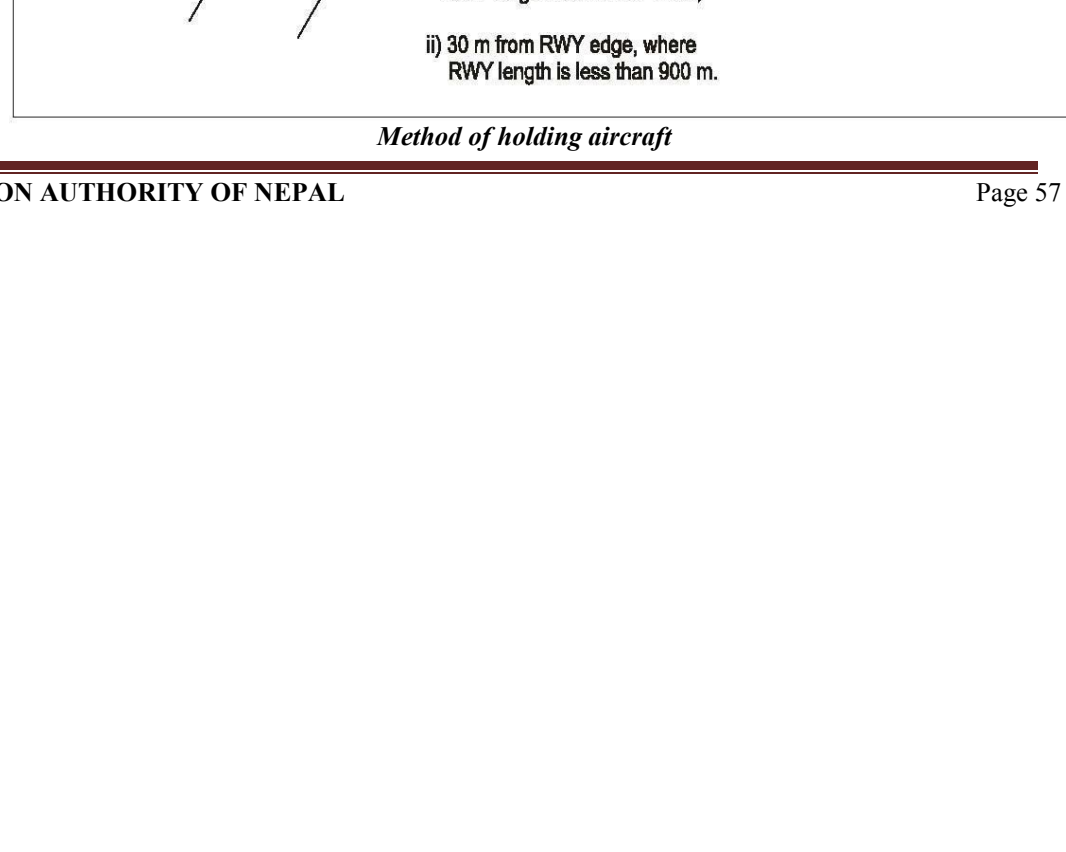 ii) 30 m from RWY edge, where
RWY length is less than 900 m.
Method of holding aircraft
ON AUTHORITY OF NEPAL
Page 57